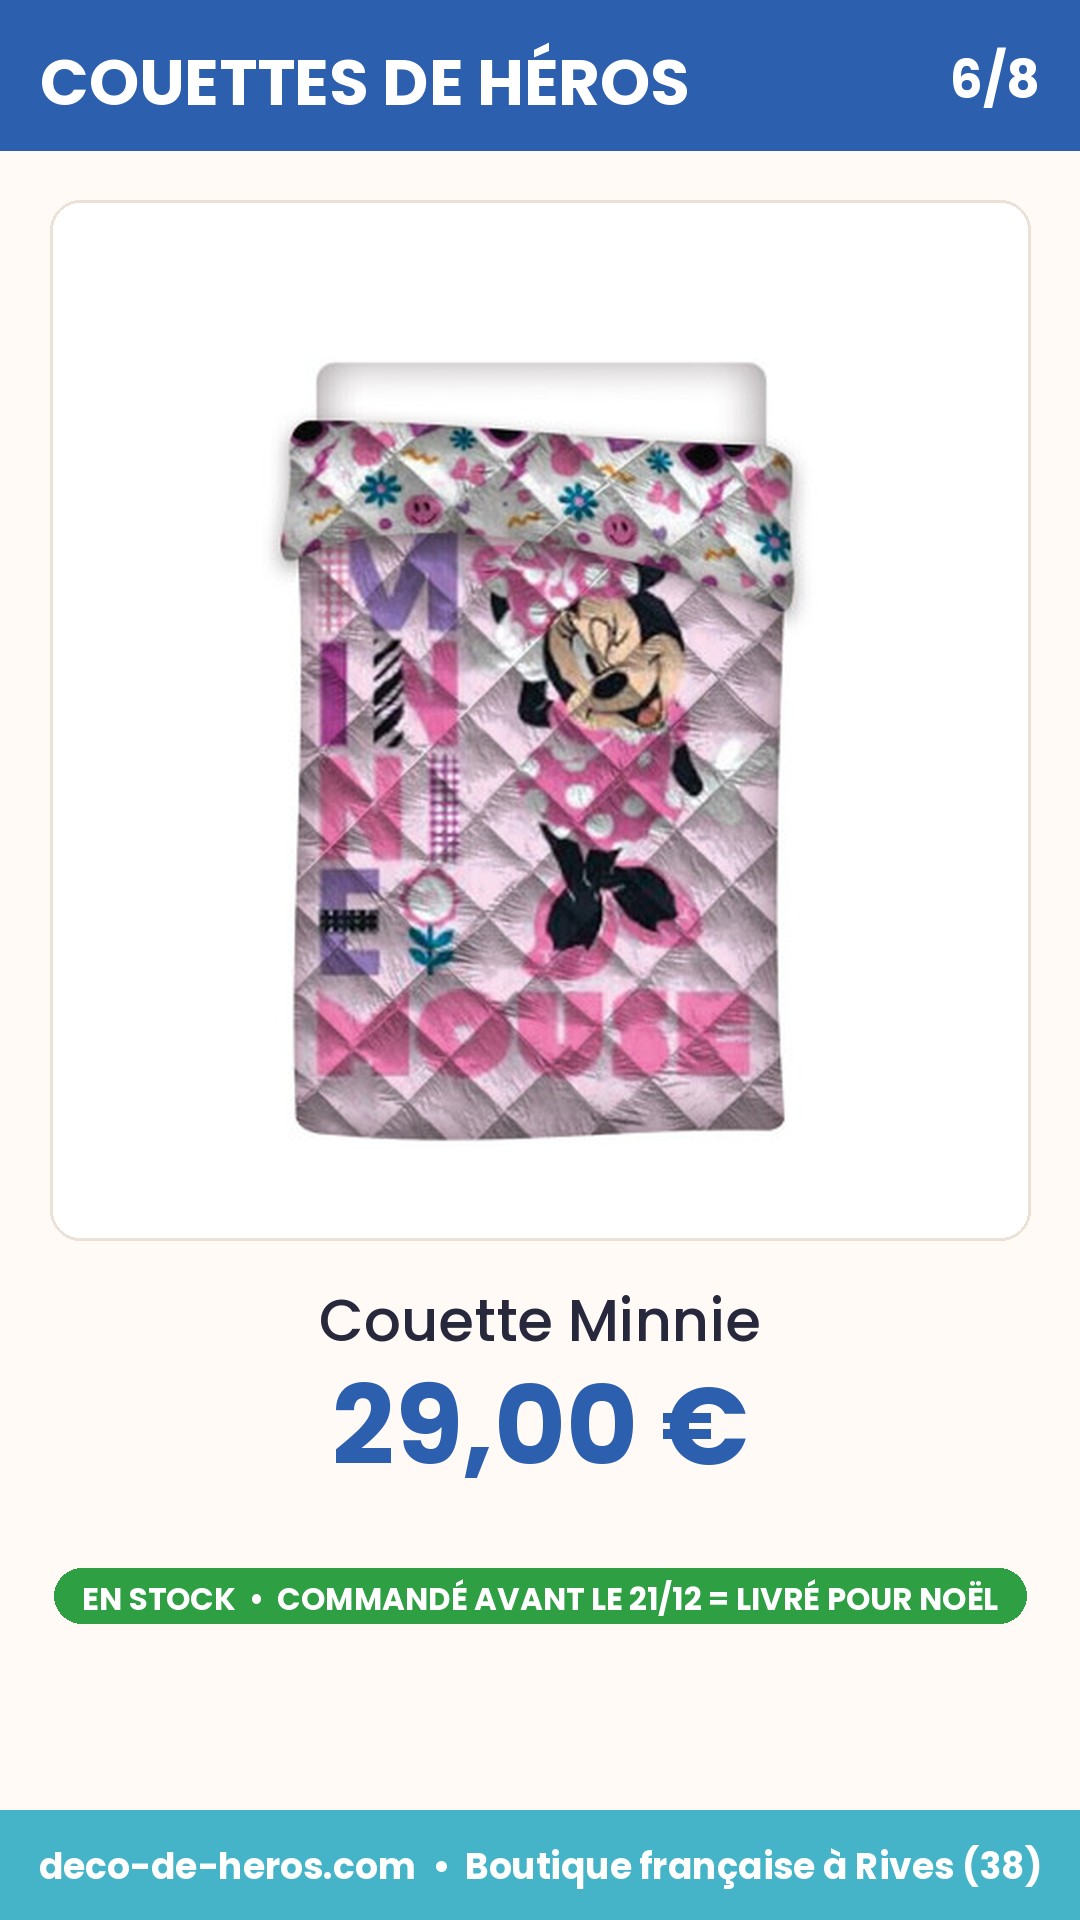 COUETTES DE HÉROS
6/8
MINNIE
MOUSE
Couette Minnie
29,00 €
EN STOCK • COMMANDÉ AVANT LE 21/12 = LIVRÉ POUR NOËL
deco-de-heros.com • Boutique française à Rives (38)